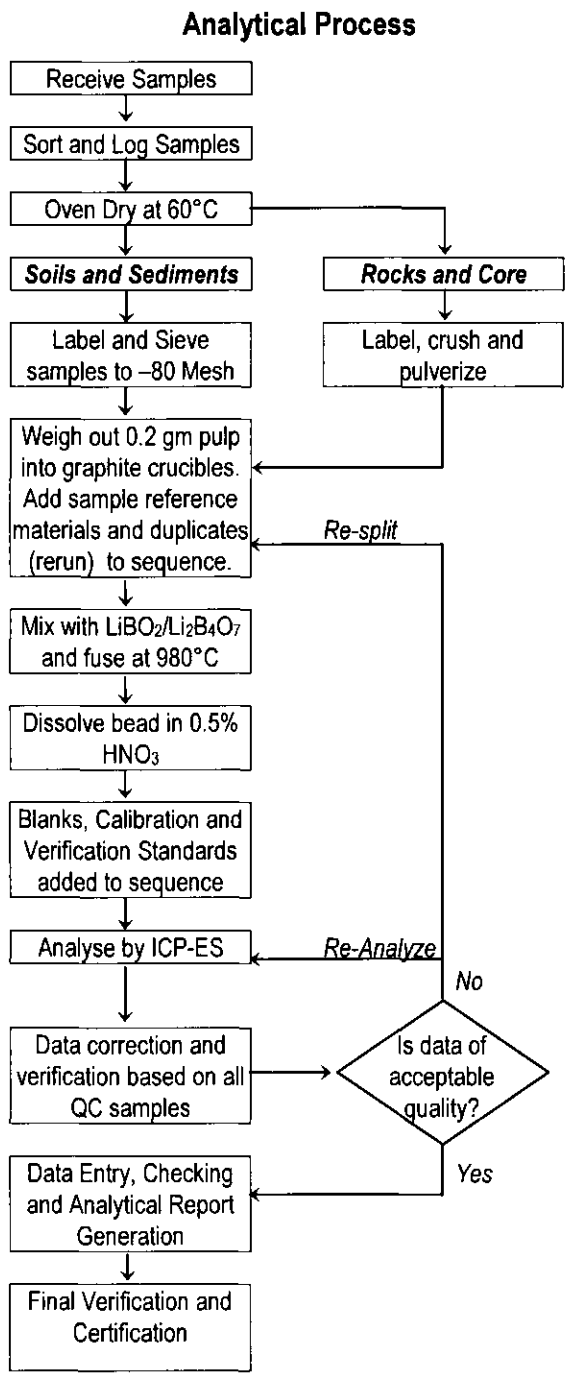 Analytical Process
Receive Samples
Sort and Log Samples
Oven Dry at 60°C
Soils and Sediments
Rocks and Core
Label and Sieve
samples to –80 Mesh
Label, crush and
pulverize
Weigh out 0.2 gm pulp
into graphite crucibles.
Add sample reference
materials and duplicates
(rerun) to sequence.
Re-split
Mix with LiBO₂/Li₂B₄O₇
and fuse at 980°C
Dissolve bead in 0.5%
HNO₃
Blanks, Calibration and
Verification Standards
added to sequence
Analyse by ICP-ES
Re-Analyze
No
Data correction and
verification based on all
QC samples
Is data of
acceptable
quality?
Yes
Data Entry, Checking
and Analytical Report
Generation
Final Verification and
Certification